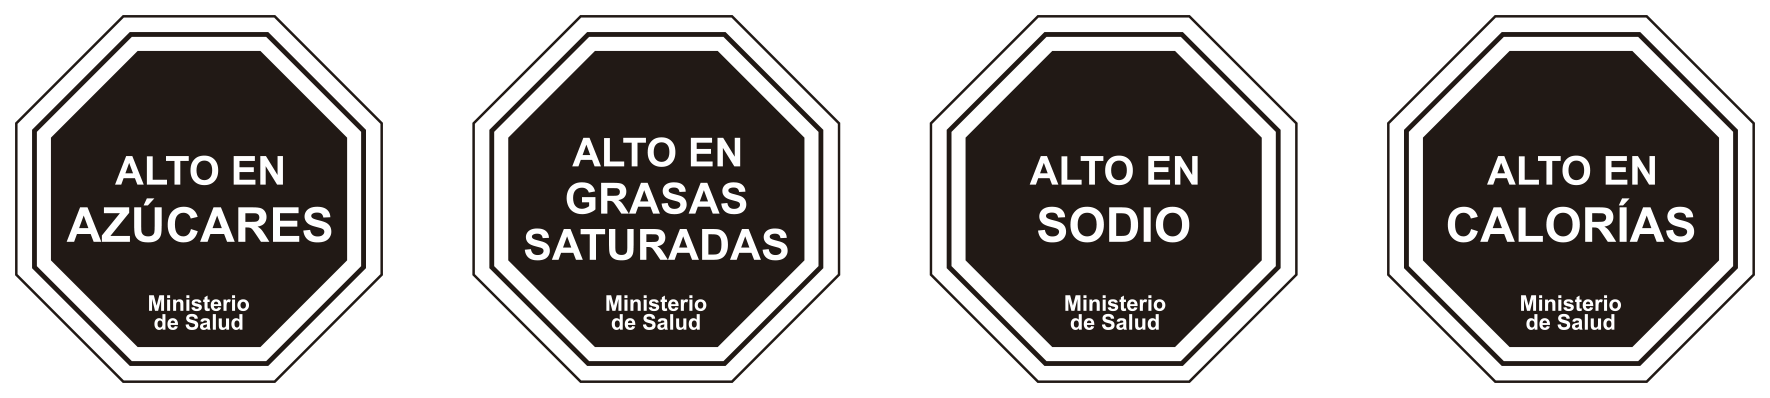 ALTO EN
AZÚCARES
Ministerio
de Salud
ALTO EN
GRASAS
SATURADAS
Ministerio
de Salud
ALTO EN
SODIO
Ministerio
de Salud
ALTO EN
CALORÍAS
Ministerio
de Salud